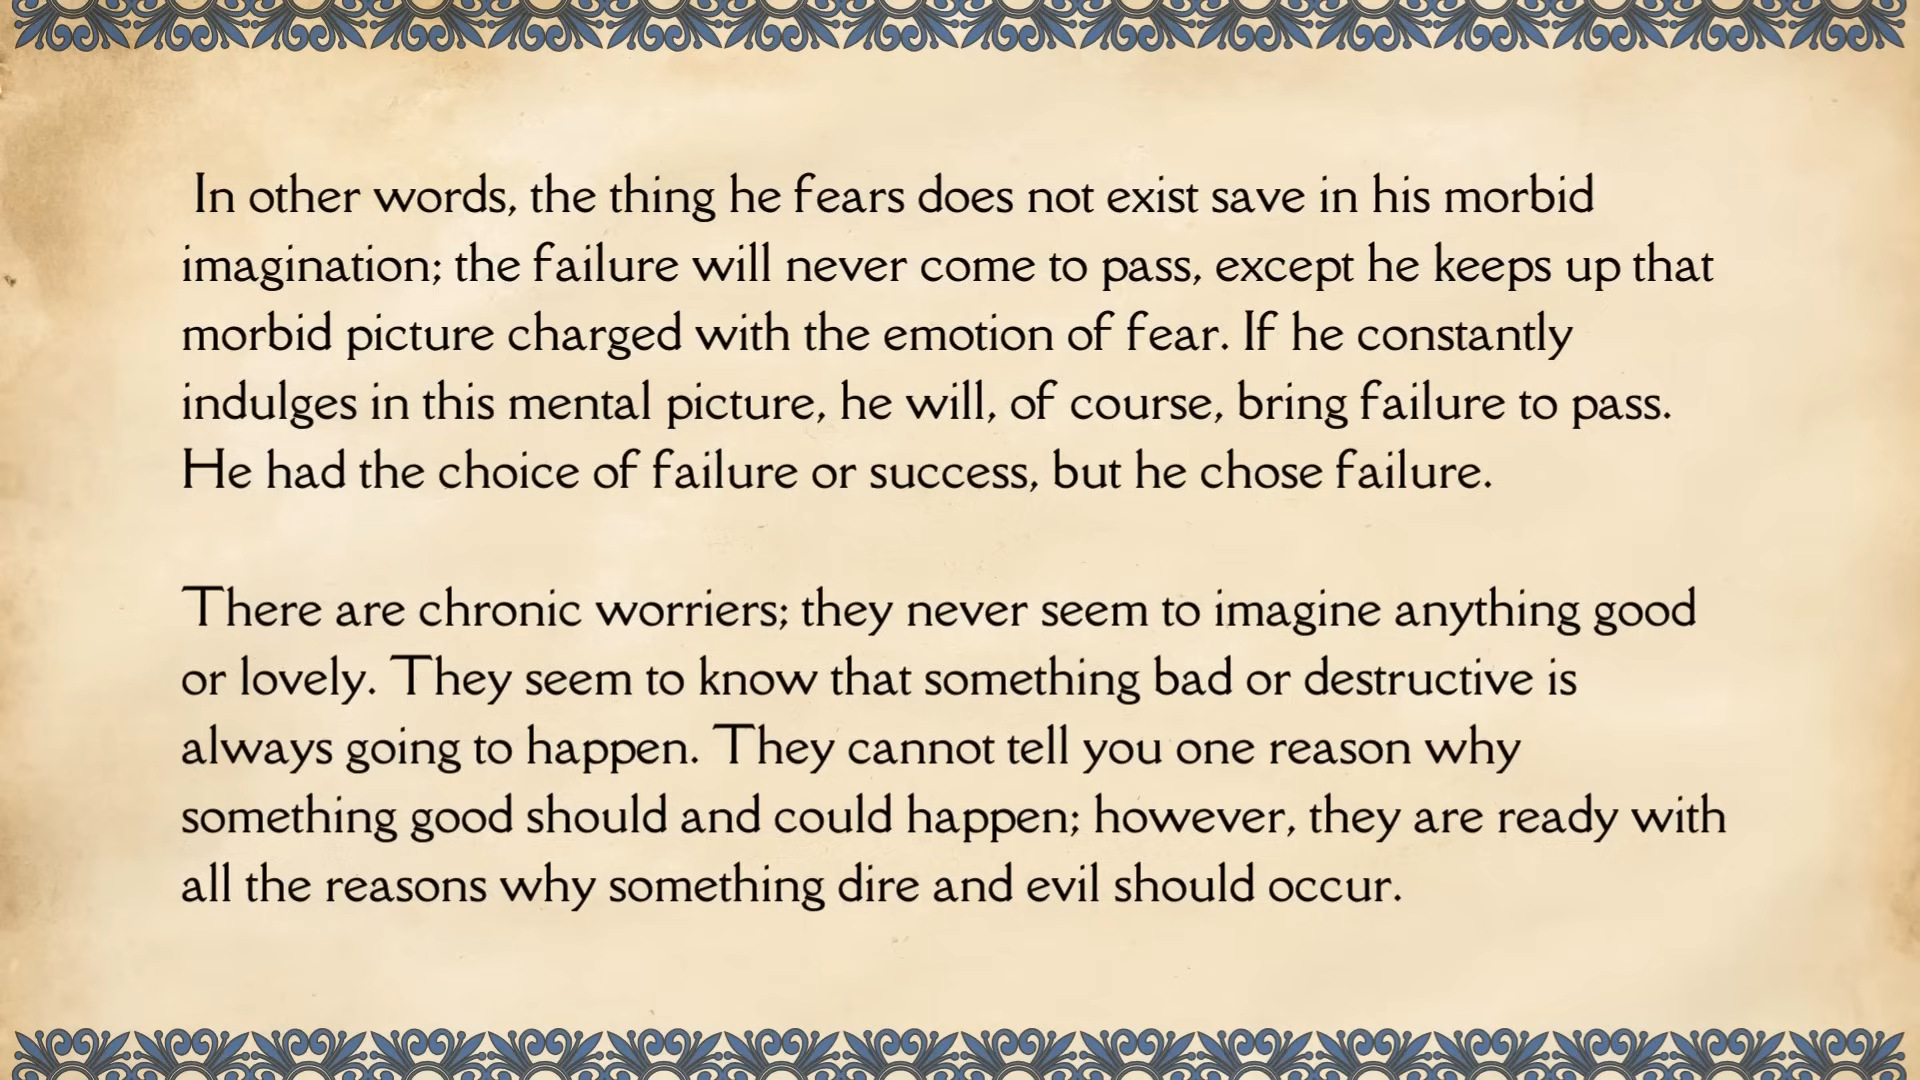 In other words, the thing he fears does not exist save in his morbid
imagination; the failure will never come to pass, except he keeps up that
morbid picture charged with the emotion of fear. If he constantly
indulges in this mental picture, he will, of course, bring failure to pass.
He had the choice of failure or success, but he chose failure.
There are chronic worriers; they never seem to imagine anything good
or lovely. They seem to know that something bad or destructive is
always going to happen. They cannot tell you one reason why
something good should and could happen; however, they are ready with
all the reasons why something dire and evil should occur.